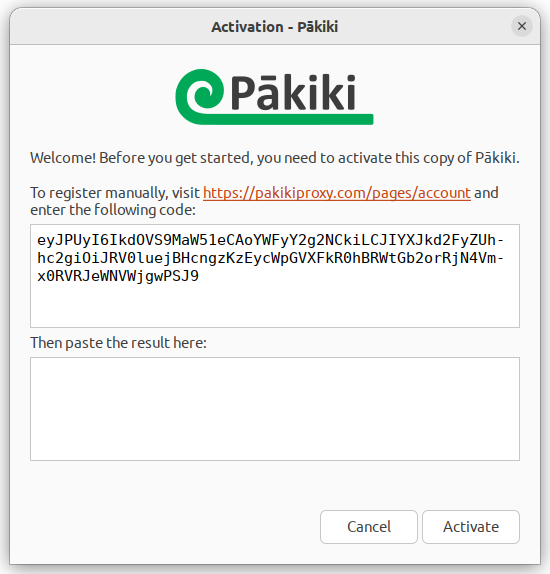 Activation - Pākiki
Pākiki
Welcome! Before you get started, you need to activate this copy of Pākiki.
To register manually, visit https://pakikiproxy.com/pages/account and
enter the following code:
eyJPUyI6IkdOVS9MaW51eCAoYWFyY2g2NCkiLCJIYXJkd2FyZUh-
hc2giOiJRV0luejBHcngzKzEycWpGVXFkR0hBRWtGb2orRjN4Vm-
x0RVRJeWNVWjgwPSJ9
Then paste the result here:
Cancel
Activate